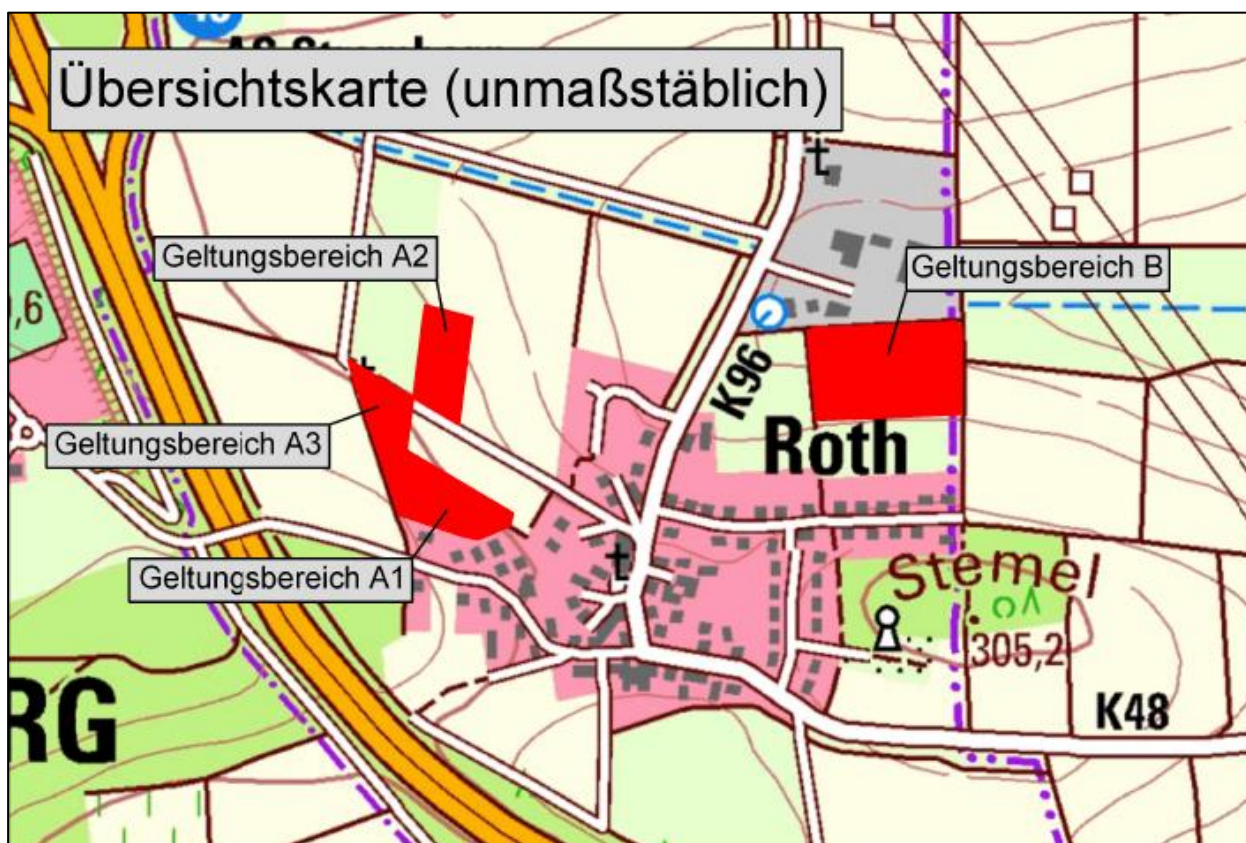 Übersichtskarte (unmaßstäblich)
Geltungsbereich A2
Geltungsbereich B
K96
Geltungsbereich A3
Roth
Geltungsbereich A1
Stemel
305,2
RG
K48